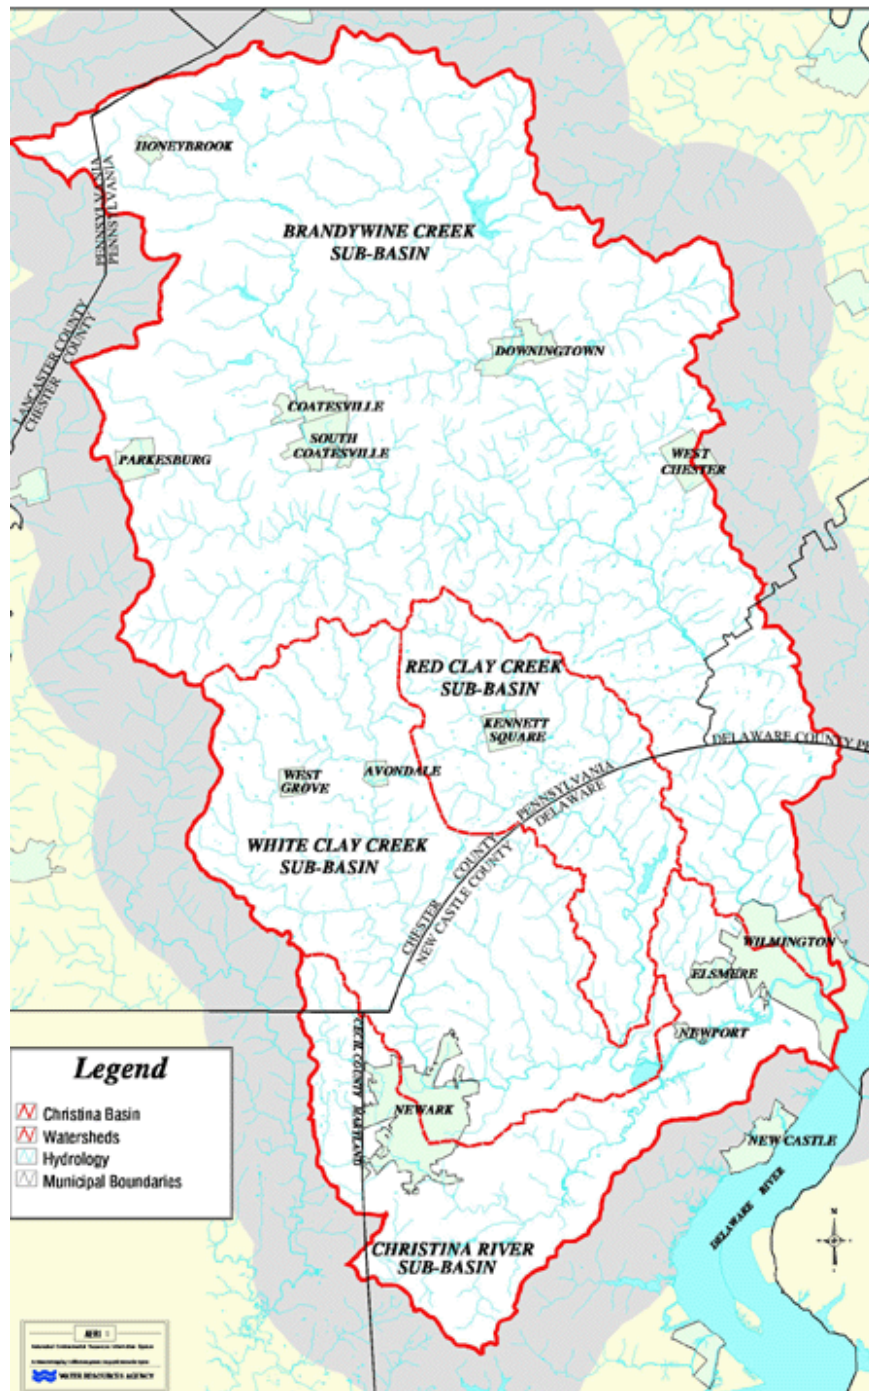 HONEYBROOK
PENNSYLVANIA
PENNSYLVANIA
BRANDYWINE CREEK
SUB-BASIN
LANCASTER COUNTY
CHESTER COUNTY
DOWNINGTOWN
COATESVILLE
SOUTH
COATESVILLE
PARKESBURG
WEST
CHESTER
RED CLAY CREEK
SUB-BASIN
KENNETT
SQUARE
DELAWARE COUNTY PE
PENNSYLVANIA
DELAWARE
WEST
GROVE
AVONDALE
WHITE CLAY CREEK
SUB-BASIN
CHESTER COUNTY
NEW CASTLE COUNTY
WILMINGTON
ELSMERE
NEWPORT
CECIL COUNTY MARYLAND
NEWARK
NEW CASTLE
DELAWARE RIVER
Legend
Christina Basin
Watersheds
Hydrology
Municipal Boundaries
N
CHRISTINA RIVER
SUB-BASIN
WATER RESOURCES AGENCY